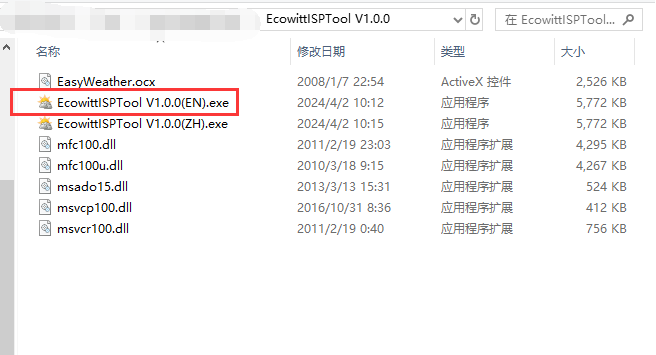 EcowittISPTool V1.0.0 在 EcowittISPTool...
名称 修改日期 类型 大小
EasyWeather.ocx 2008/1/7 22:54 ActiveX 控件 2,526 KB
EcowittISPTool V1.0.0(EN).exe 2024/4/2 10:12 应用程序 5,772 KB
EcowittISPTool V1.0.0(ZH).exe 2024/4/2 10:15 应用程序 5,772 KB
mfc100.dll 2011/2/19 23:03 应用程序扩展 4,295 KB
mfc100u.dll 2010/3/18 9:15 应用程序扩展 4,267 KB
msado15.dll 2013/3/13 15:31 应用程序扩展 524 KB
msvcp100.dll 2016/10/31 8:36 应用程序扩展 412 KB
msvcr100.dll 2011/2/19 0:40 应用程序扩展 756 KB